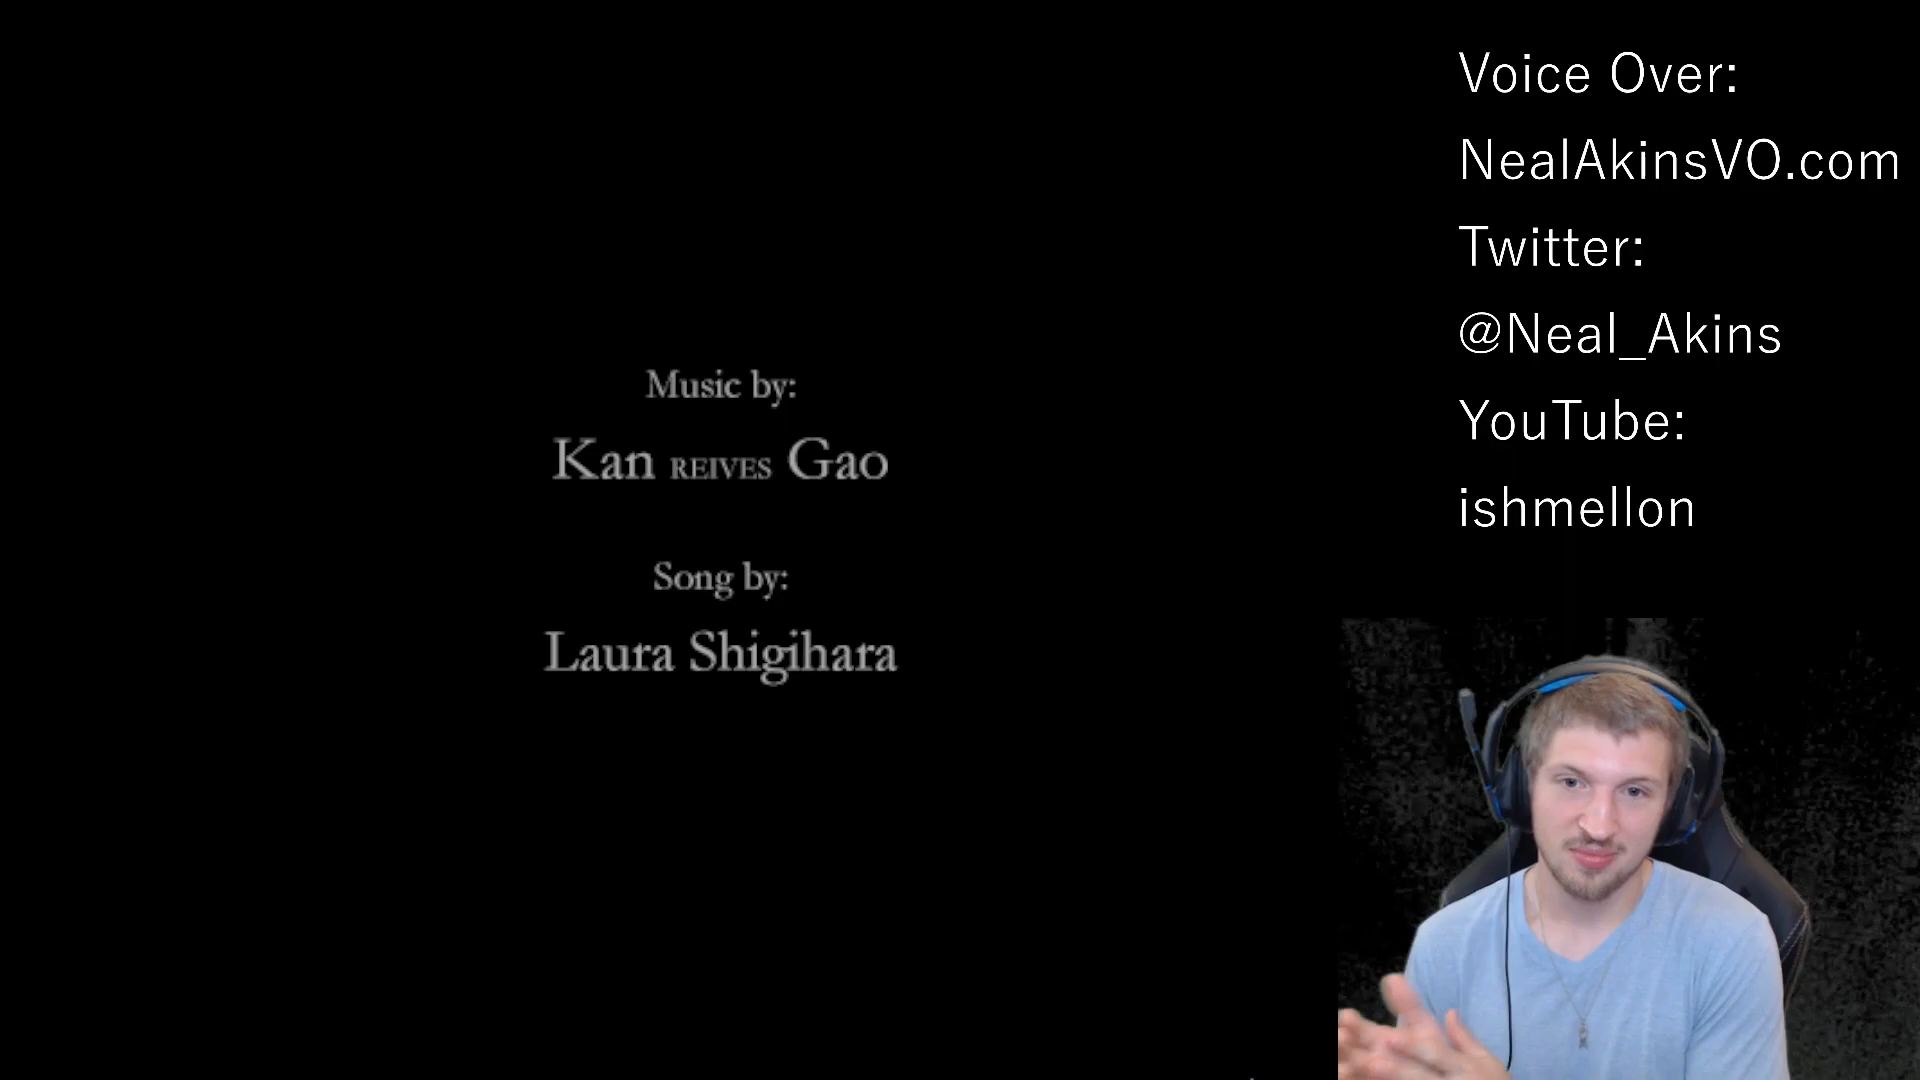 Music by:
Kan REIVES Gao
Song by:
Laura Shigihara
Voice Over:
NealAkinsVO.com
Twitter:
@Neal_Akins
YouTube:
ishmellon